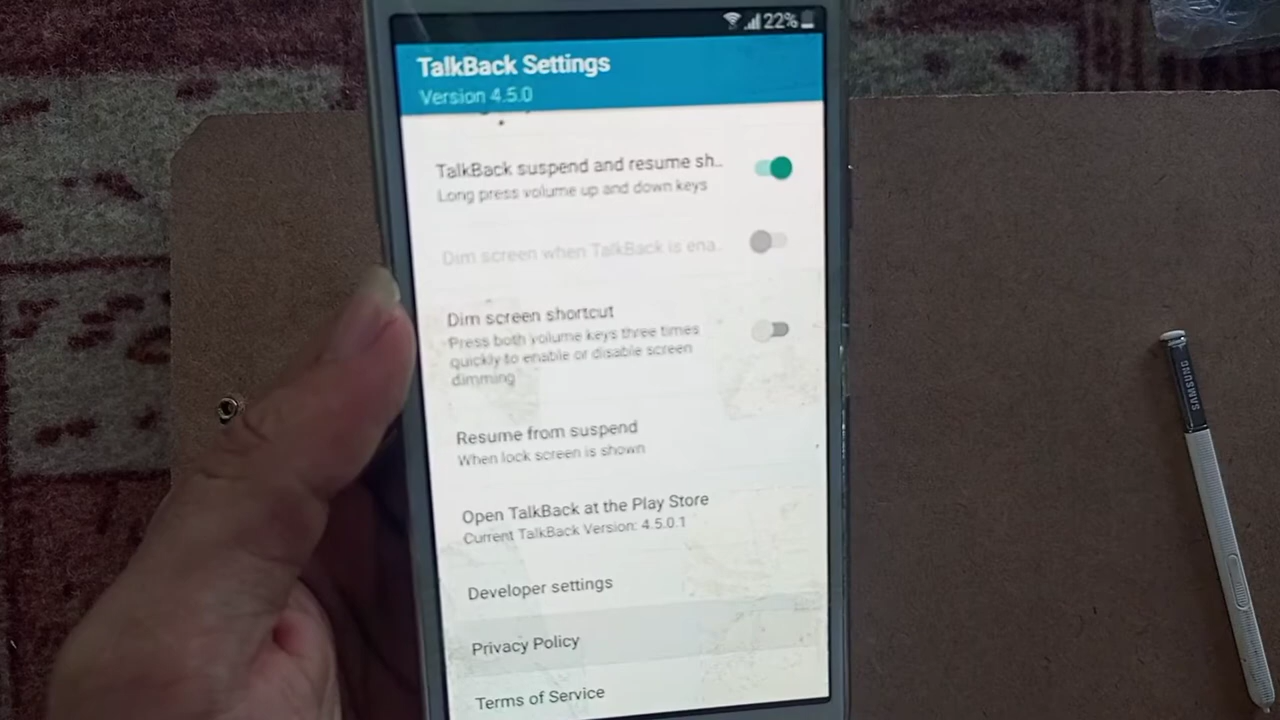 22%
TalkBack Settings
Version 4.5.0
TalkBack suspend and resume sh..
Long press volume up and down keys
Dim screen when TalkBack is ena..
Dim screen shortcut
Press both volume keys three times
quickly to enable or disable screen
dimming
Resume from suspend
When lock screen is shown
Open TalkBack at the Play Store
Current TalkBack Version: 4.5.0.1
Developer settings
Privacy Policy
Terms of Service
SAMSUNG